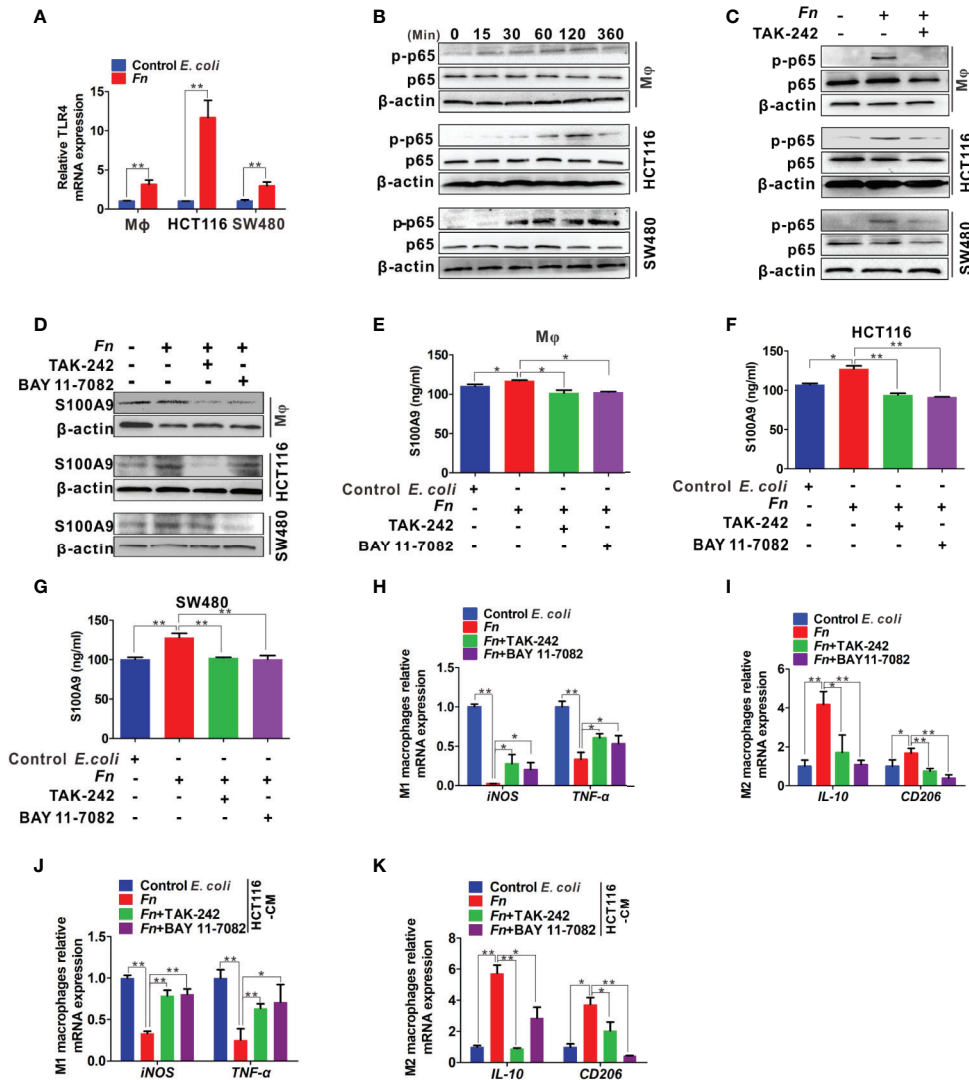 A
Control E. coli
Fn
Relative TLR4
mRNA expression
20
15
10
5
0
**
**
**
Mφ HCT116 SW480
B
(Min) 0 15 30 60 120 360
p-p65
p65
β-actin
Mφ
p-p65
p65
β-actin
HCT116
p-p65
p65
β-actin
SW480
C
Fn - + +
TAK-242 - - +
p-p65
p65
β-actin
Mφ
p-p65
p65
β-actin
HCT116
p-p65
p65
β-actin
SW480
D
Fn - + + +
TAK-242 - - + -
BAY 11-7082 - - - +
S100A9
β-actin
Mφ
S100A9
β-actin
HCT116
S100A9
β-actin
SW480
E
Mφ
S100A9 (ng/ml)
150
100
50
0
* * *
Control E. coli + - - -
Fn - + + +
TAK-242 - - + -
BAY 11-7082 - - - +
F
HCT116
S100A9 (ng/ml)
150
100
50
0
* ** **
Control E. coli + - - -
Fn - + + +
TAK-242 - - + -
BAY 11-7082 - - - +
G
SW480
S100A9 (ng/ml)
150
100
50
0
** ** **
Control E.coli + - - -
Fn - + + +
TAK-242 - - + -
BAY 11-7082 - - - +
H
Control E. coli
Fn
Fn+TAK-242
Fn+BAY 11-7082
M1 macrophages relative
mRNA expression
1.5
1.0
0.5
0.0
** * *
** * *
iNOS TNF-α
I
Control E. coli
Fn
Fn+TAK-242
Fn+BAY11-7082
M2 macrophages relative
mRNA expression
6
4
2
0
** * **
* ** **
IL-10 CD206
J
Control E. coli
Fn
Fn+TAK-242
Fn+BAY 11-7082
HCT116
-CM
M1 macrophages relative
mRNA expression
1.5
1.0
0.5
0.0
** ** **
** ** *
iNOS TNF-α
K
Control E. coli
Fn
Fn+TAK-242
Fn+BAY 11-7082
HCT116
-CM
M2 macrophages relative
mRNA expression
8
6
4
2
0
** ** *
* * **
IL-10 CD206